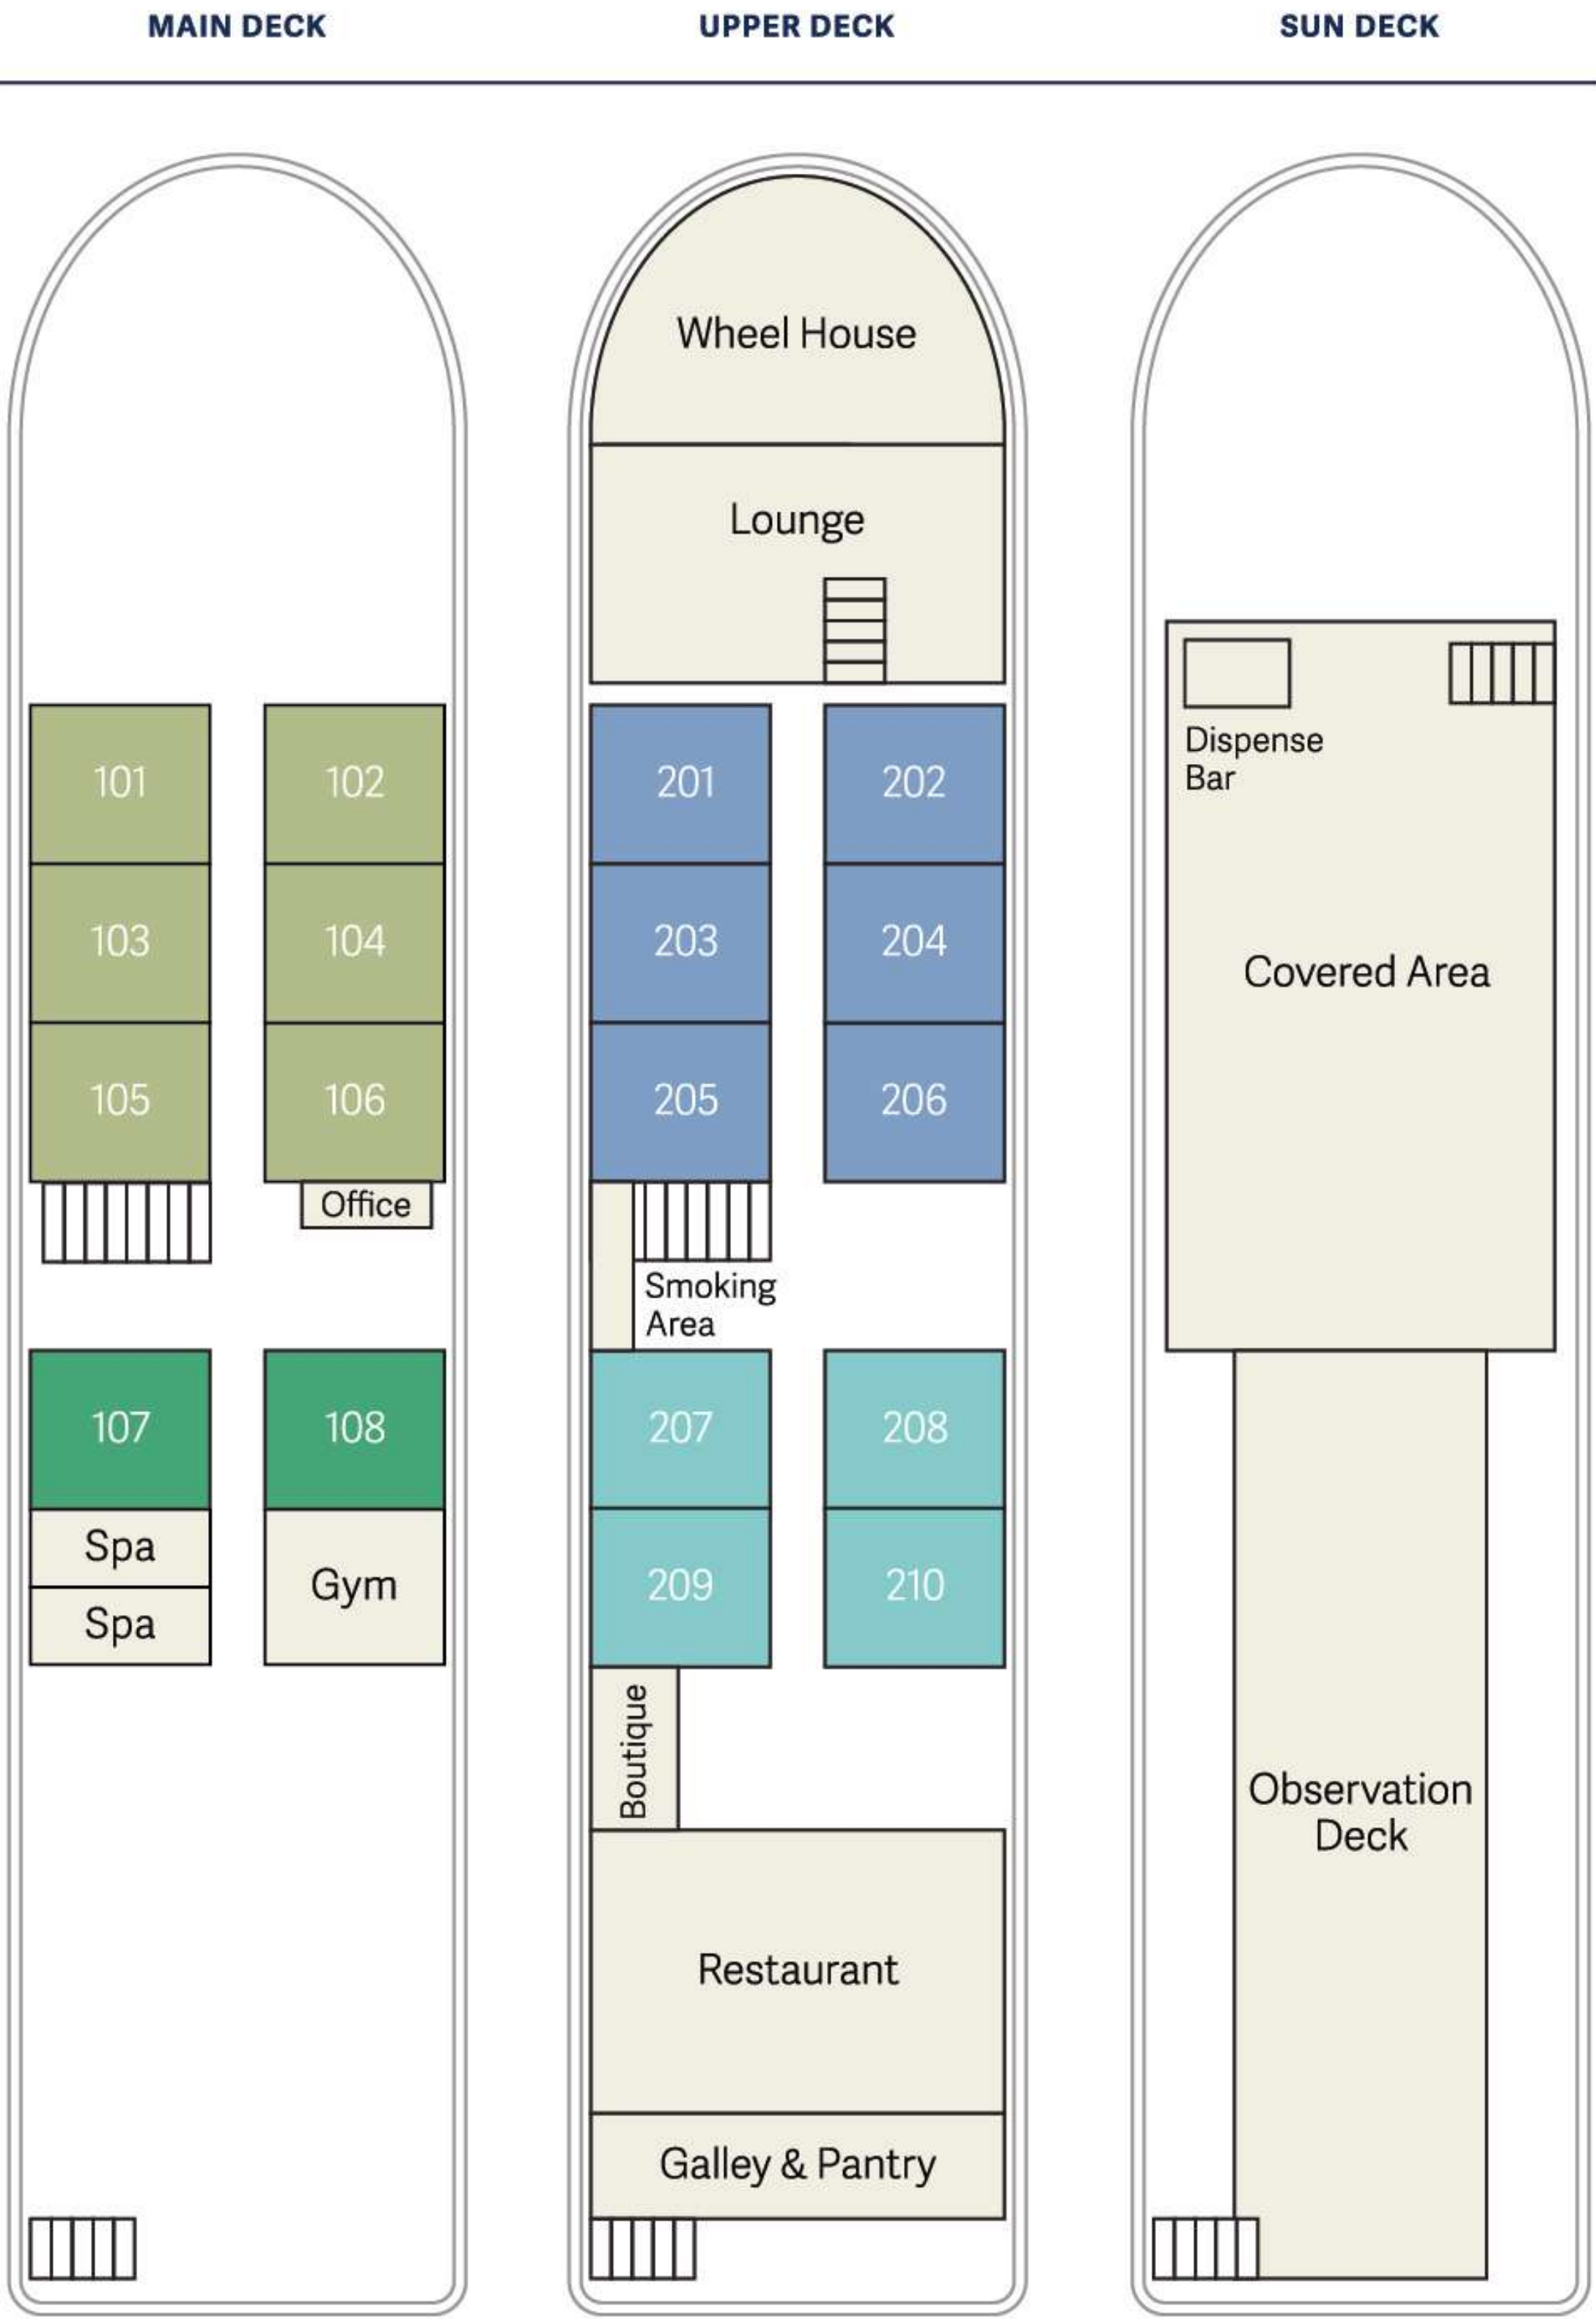 MAIN DECK
UPPER DECK
SUN DECK
101
102
103
104
105
106
Office
107
108
Spa
Spa
Gym
Wheel House
Lounge
201
202
203
204
205
206
Smoking
Area
207
208
209
210
Boutique
Restaurant
Galley & Pantry
Dispense
Bar
Covered Area
Observation
Deck